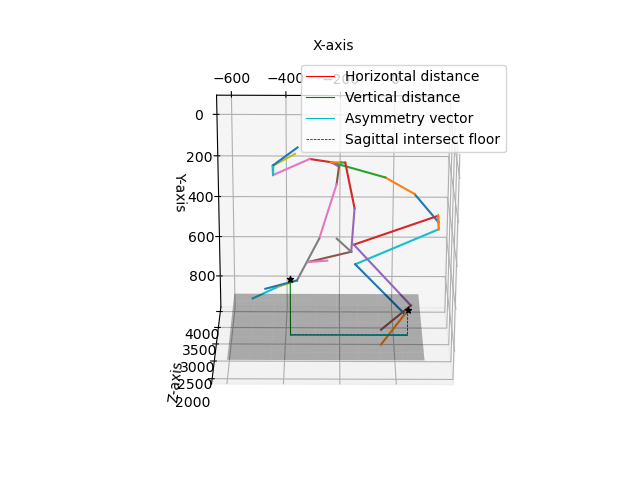 X-axis
−600 −400 −200
Horizontal distance
Vertical distance
Asymmetry vector
Sagittal intersect floor
0
200
400
600
800
Y-axis
4000
3500
3000
2500
2000
Z-axis